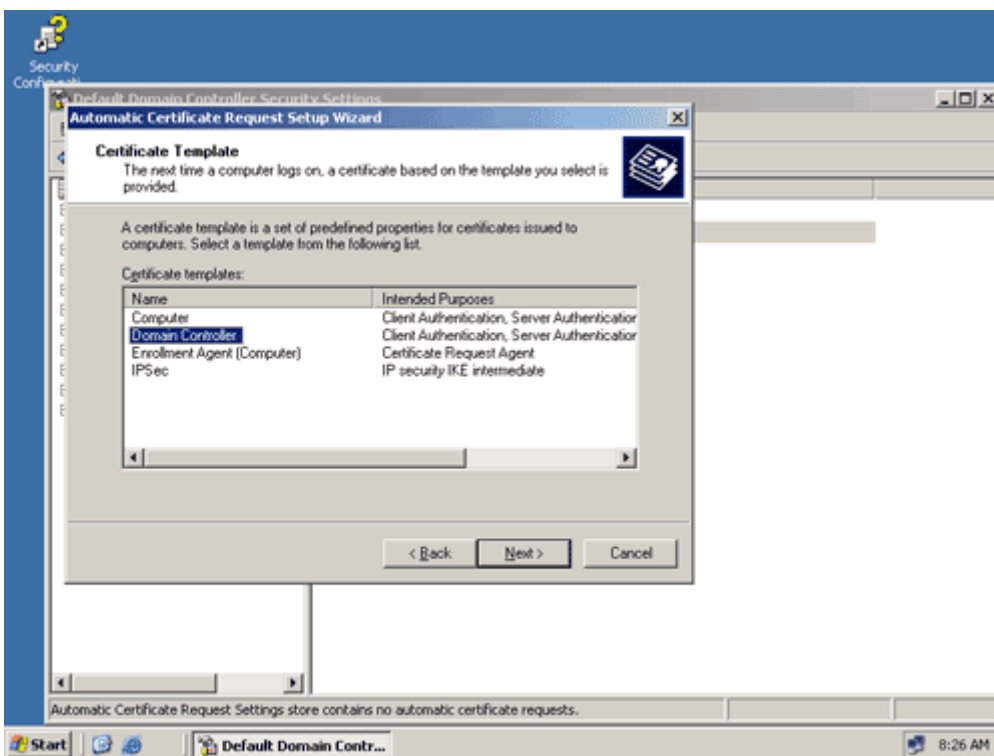 Security
Default Domain Controller Security Settings
Automatic Certificate Request Setup Wizard
Certificate Template
The next time a computer logs on, a certificate based on the template you select is
provided.
A certificate template is a set of predefined properties for certificates issued to
computers. Select a template from the following list.
Certificate templates:
Name Intended Purposes
Computer Client Authentication, Server Authentication
Domain Controller Client Authentication, Server Authentication
Enrollment Agent (Computer) Certificate Request Agent
IPSec IP security IKE intermediate
< Back Next > Cancel
Automatic Certificate Request Settings store contains no automatic certificate requests.
Start Default Domain Contr... 8:26 AM